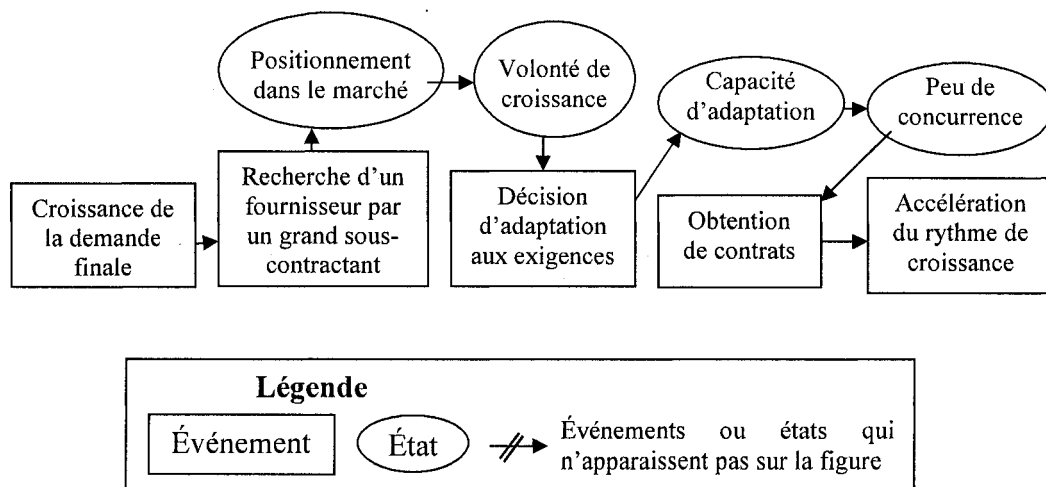 Positionnement
dans le marché
Volonté de
croissance
Capacité
d'adaptation
Peu de
concurrence
Croissance de
la demande
finale
Recherche d'un
fournisseur par
un grand sous-
contractant
Décision
d'adaptation
aux exigences
Obtention
de contrats
Accélération
du rythme de
croissance
Légende
Événement
État
Événements ou états qui
n'apparaissent pas sur la figure